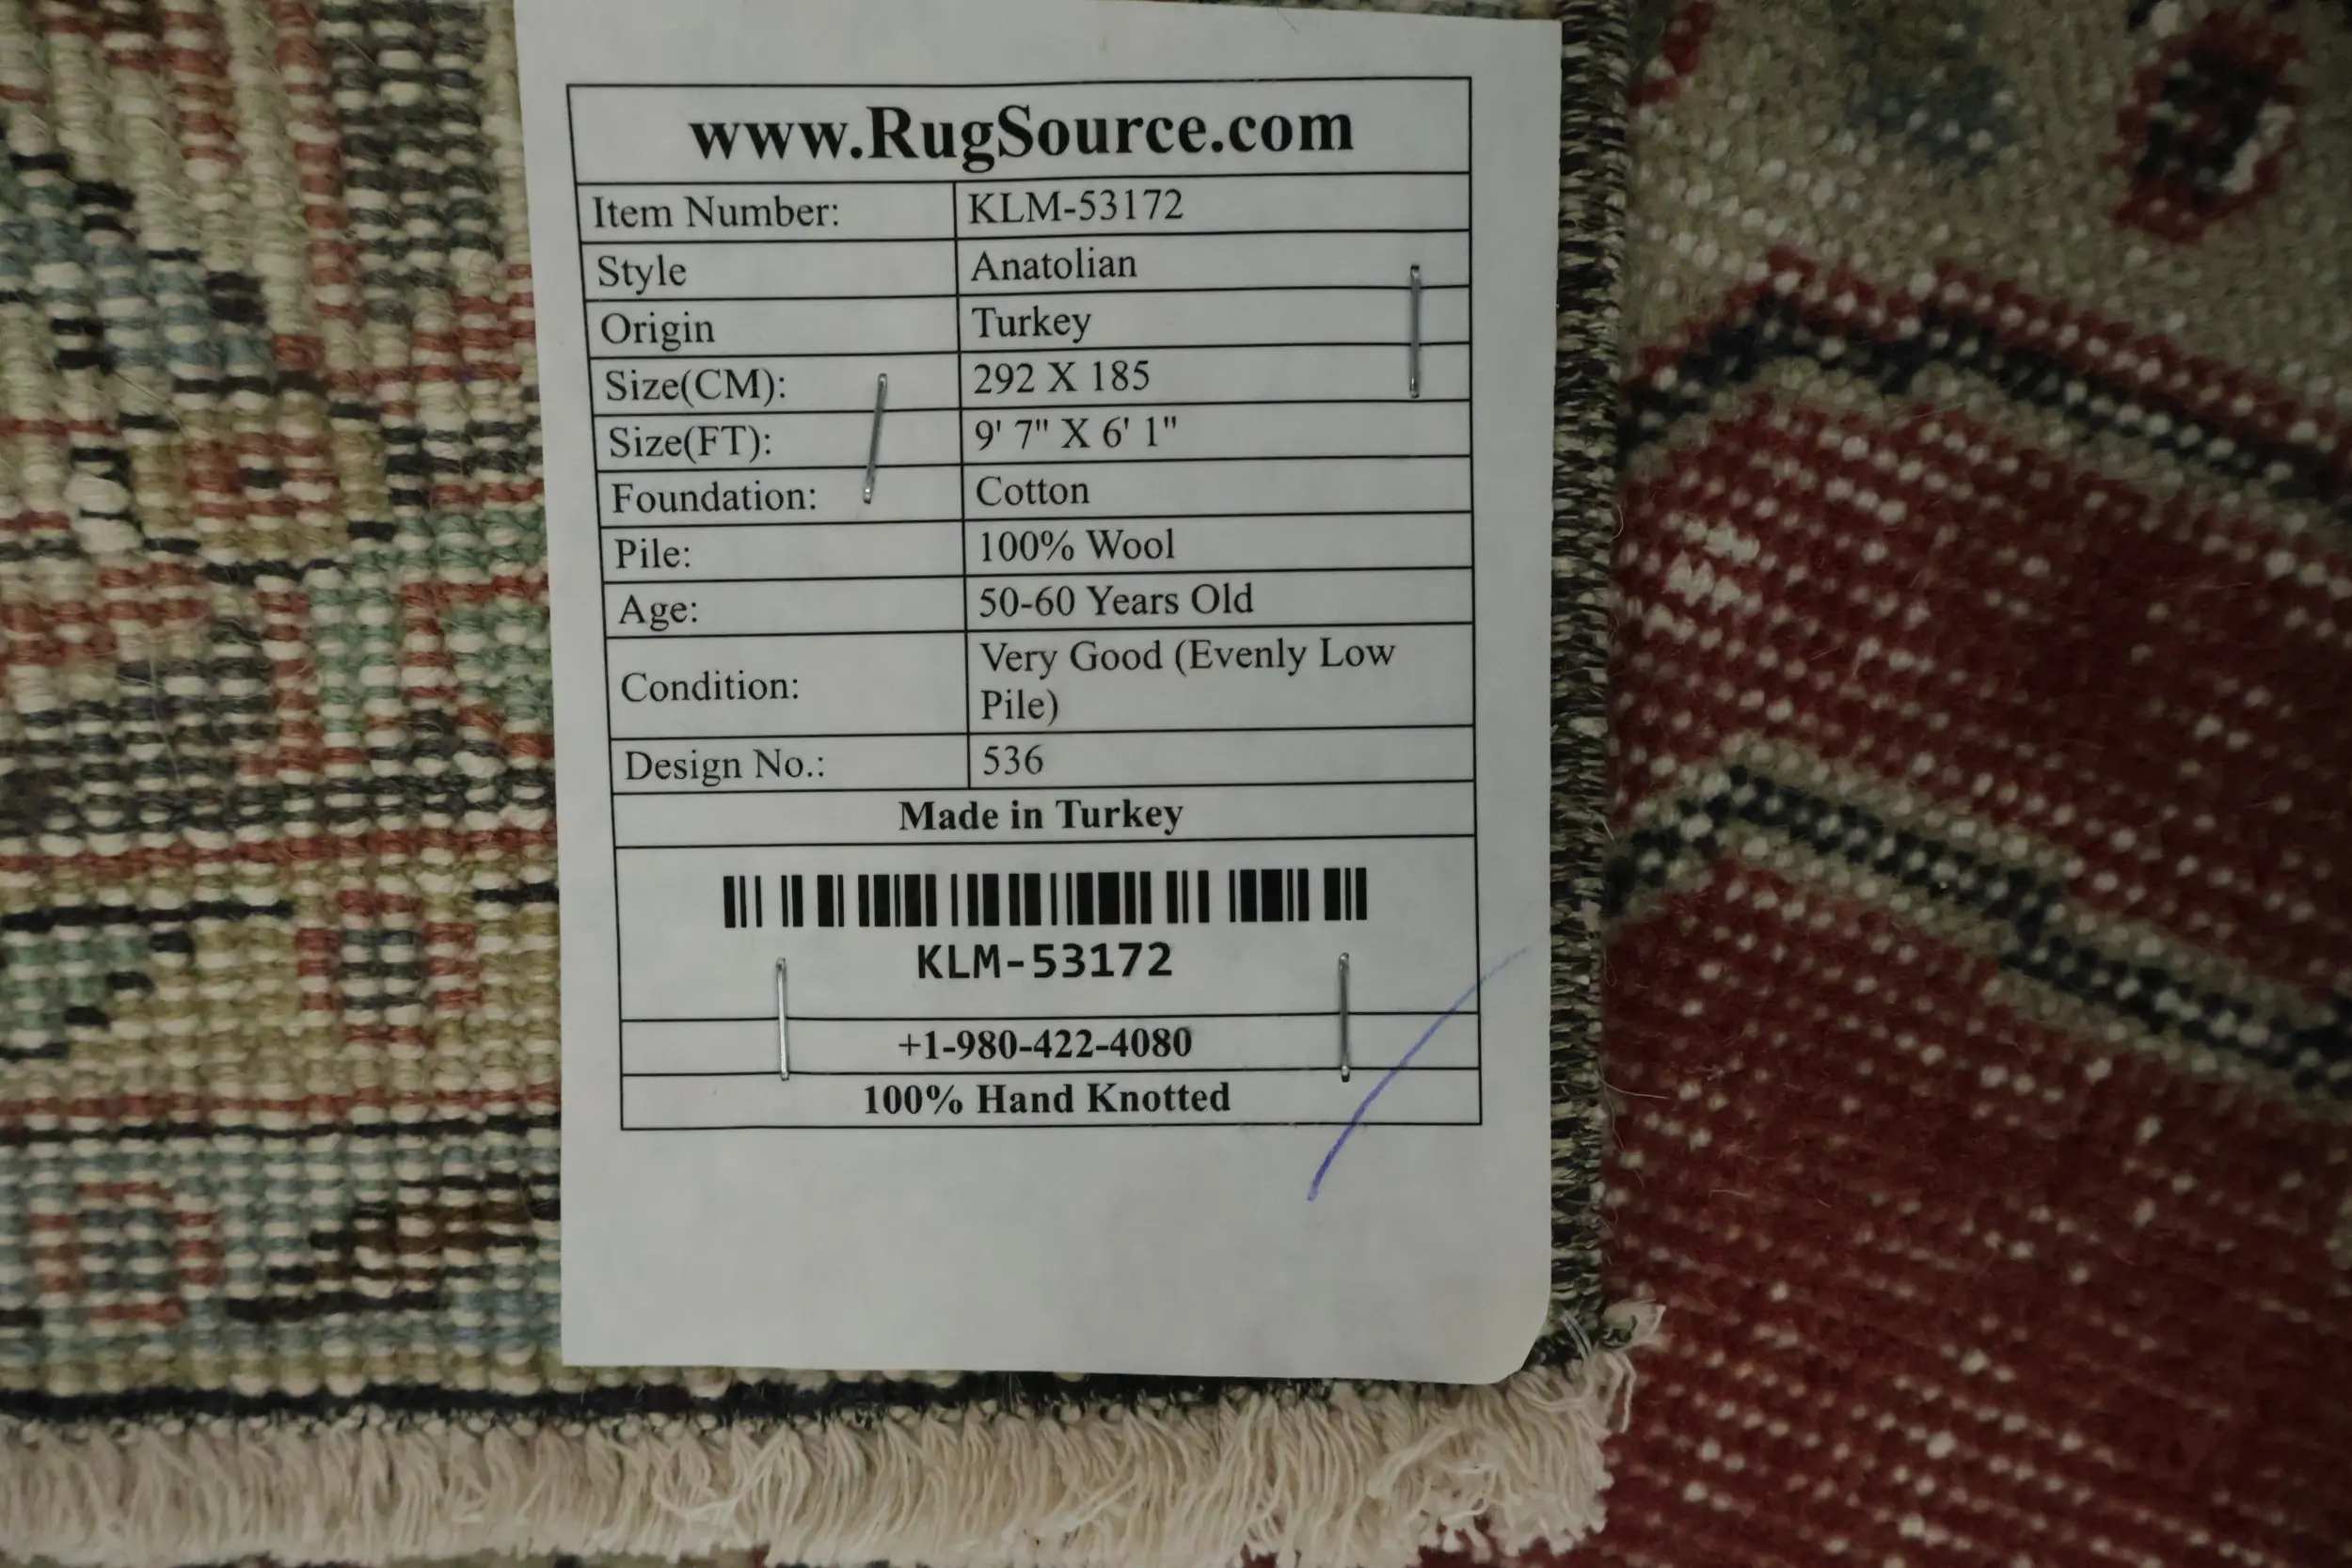 www.RugSource.com
Item Number: KLM-53172
Style Anatolian
Origin Turkey
Size(CM): 292 X 185
Size(FT): 9' 7" X 6' 1"
Foundation: Cotton
Pile: 100% Wool
Age: 50-60 Years Old
Condition: Very Good (Evenly Low
Pile)
Design No.: 536
Made in Turkey
KLM-53172
+1-980-422-4080
100% Hand Knotted